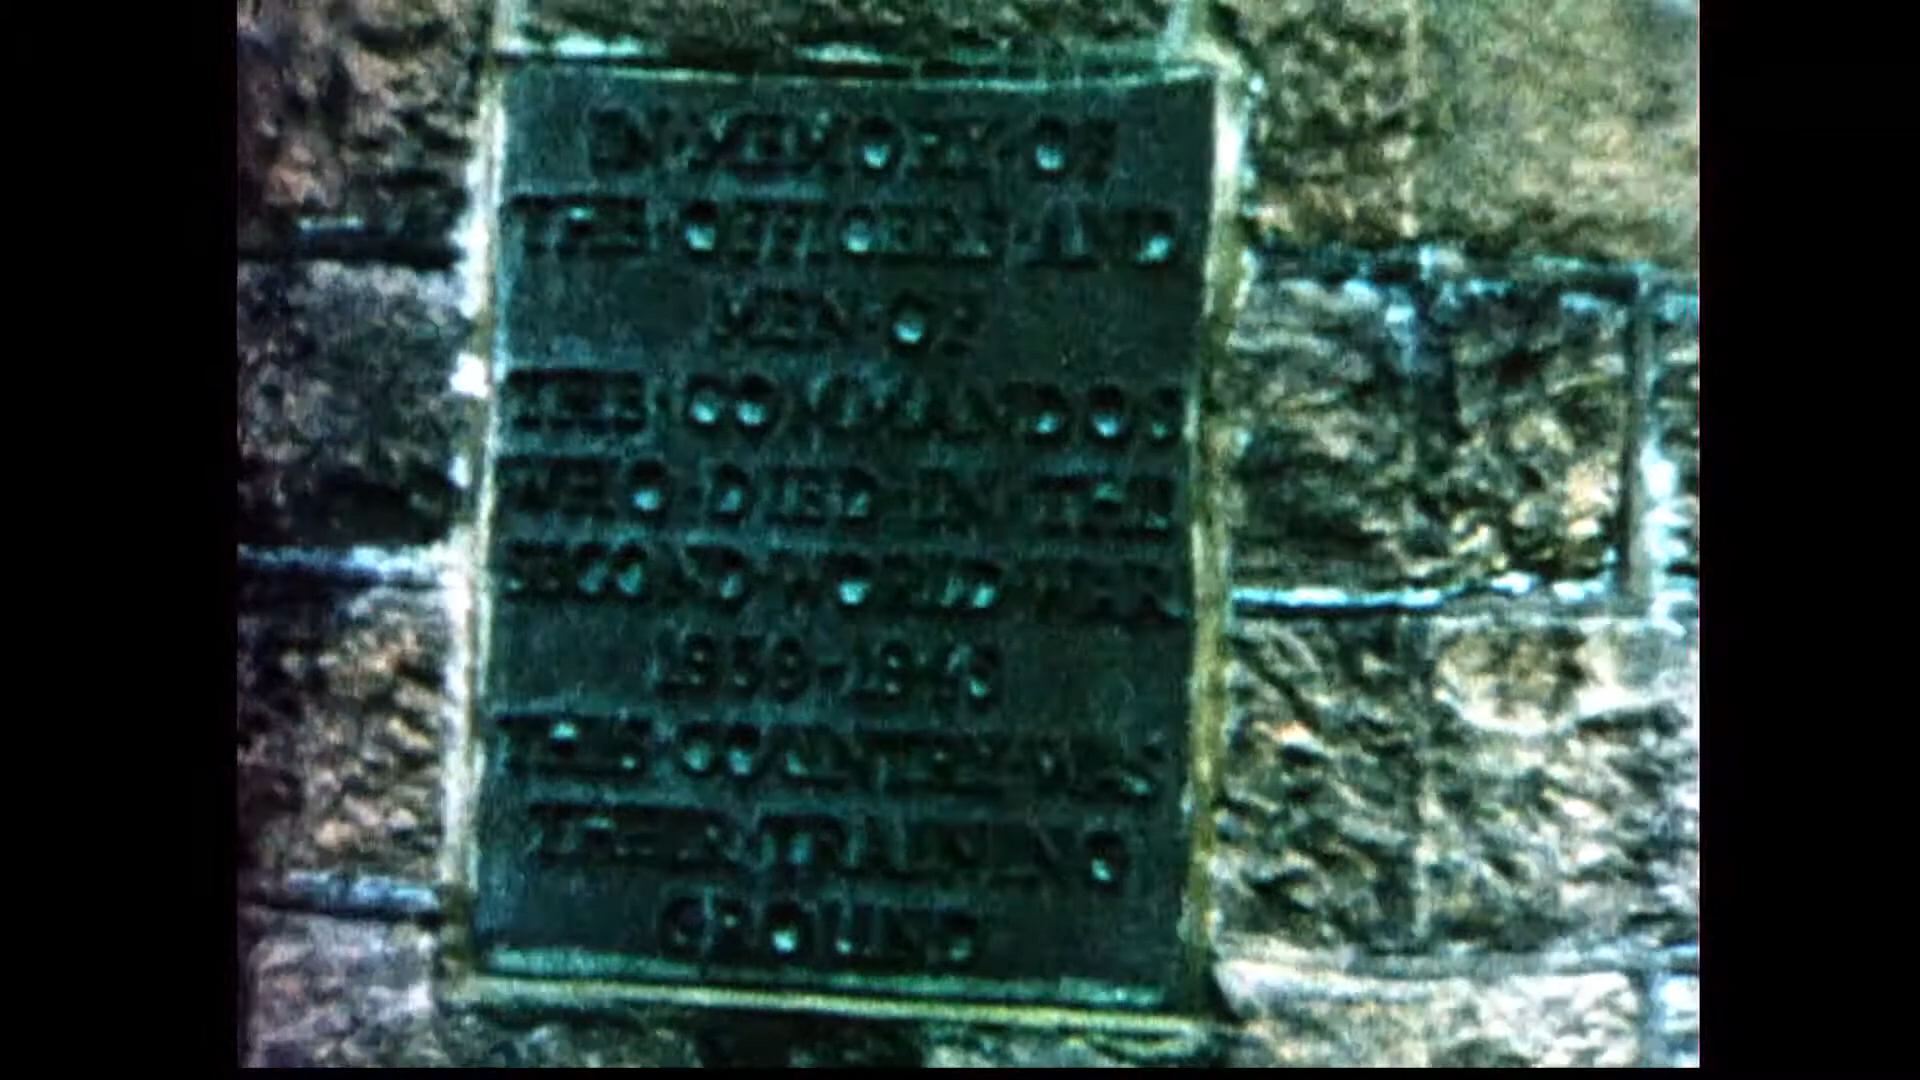 IN MEMORY OF
THE OFFICERS AND
MEN OF
THE COMMANDOS
WHO DIED IN THE
SECOND WORLD WAR
1939-1945
THIS COUNTRY WAS
THEIR TRAINING
GROUND